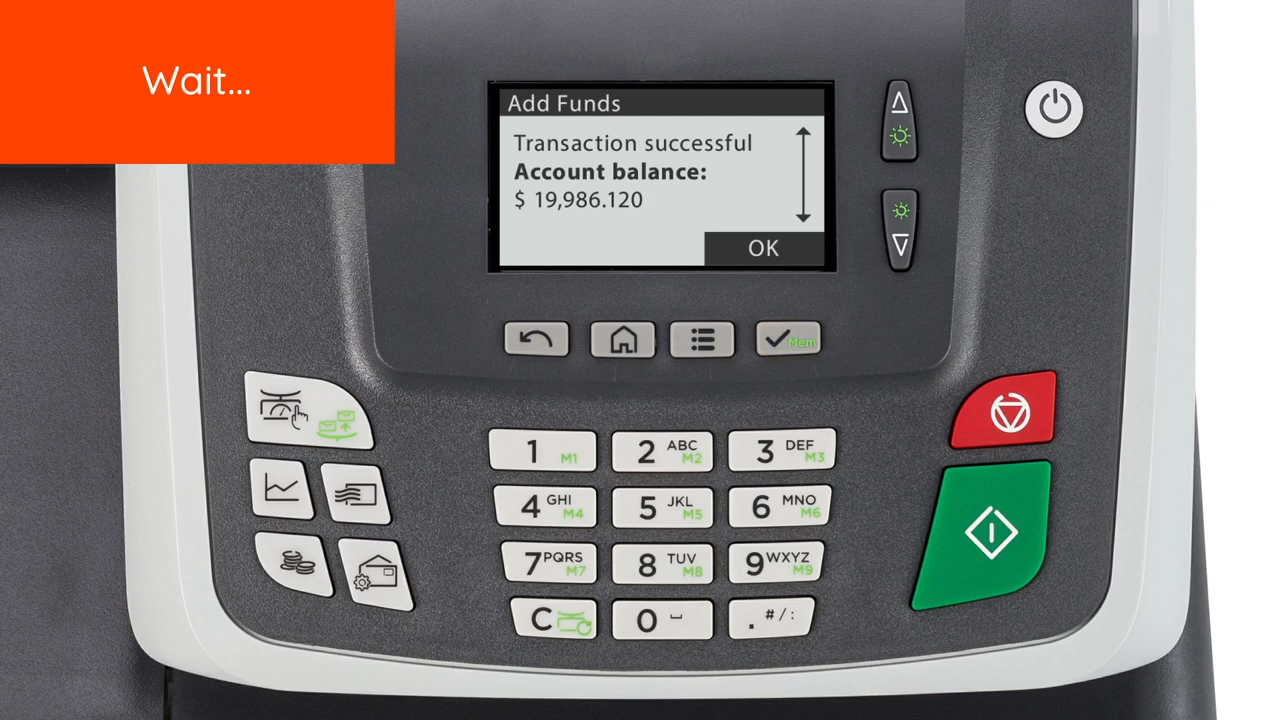 Wait...
Add Funds
Transaction successful
Account balance:
$ 19,986.120
OK
Mem
1 M1
2 ABC M2
3 DEF M3
4 GHI M4
5 JKL M5
6 MNO M6
7 PQRS M7
8 TUV M8
9 WXYZ M9
C
0
. # / :